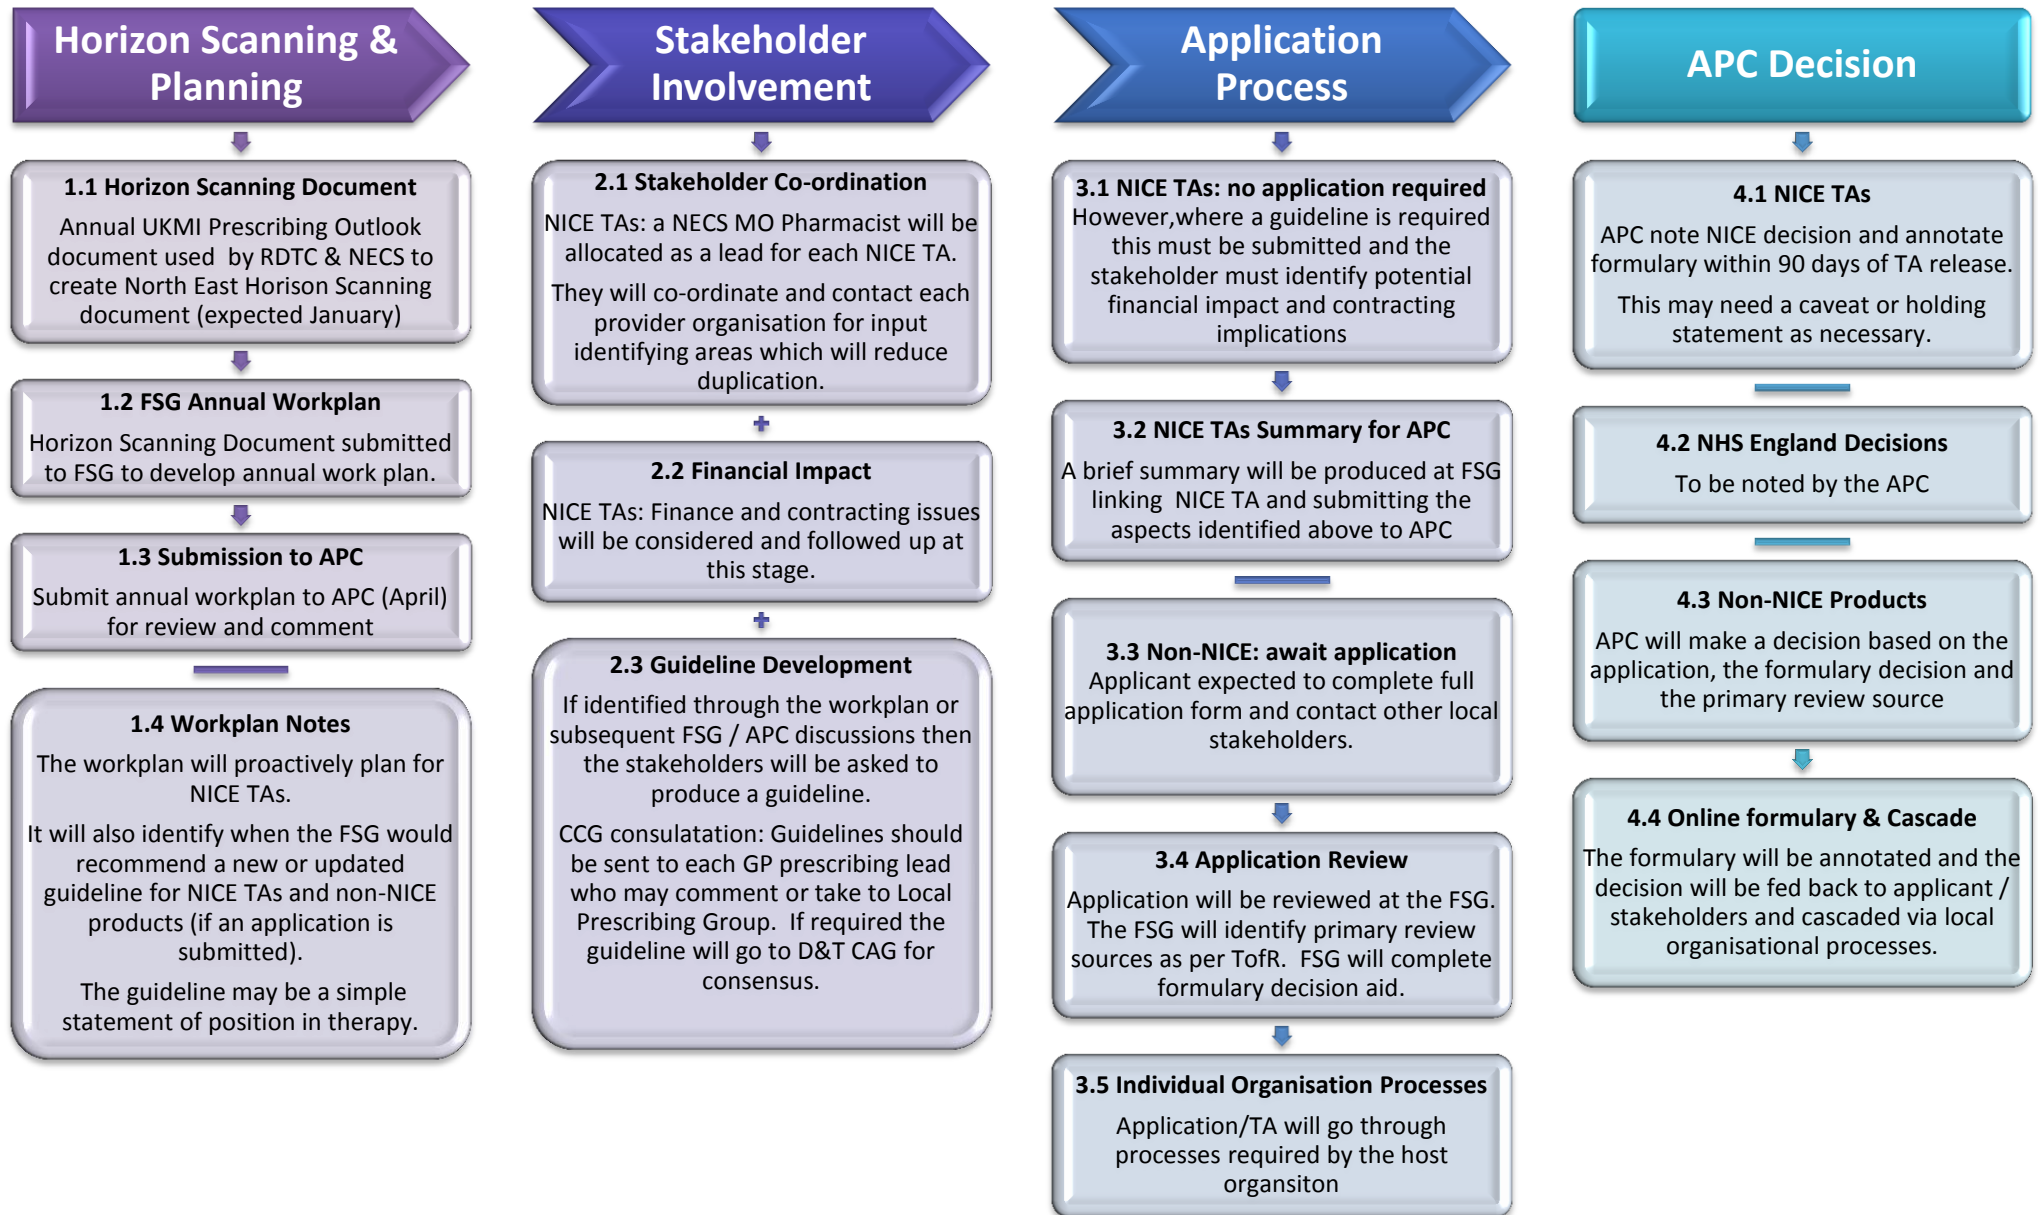 Horizon Scanning &
Planning
1.1 Horizon Scanning Document
Annual UKMI Prescribing Outlook
document used by RDTC & NECS to
create North East Horison Scanning
document (expected January)
1.2 FSG Annual Workplan
Horizon Scanning Document submitted
to FSG to develop annual work plan.
1.3 Submission to APC
Submit annual workplan to APC (April)
for review and comment
1.4 Workplan Notes
The workplan will proactively plan for
NICE TAs.
It will also identify when the FSG would
recommend a new or updated
guideline for NICE TAs and non-NICE
products (if an application is
submitted).
The guideline may be a simple
statement of position in therapy.
Stakeholder
Involvement
2.1 Stakeholder Co-ordination
NICE TAs: a NECS MO Pharmacist will be
allocated as a lead for each NICE TA.
They will co-ordinate and contact each
provider organisation for input
identifying areas which will reduce
duplication.
2.2 Financial Impact
NICE TAs: Finance and contracting issues
will be considered and followed up at
this stage.
2.3 Guideline Development
If identified through the workplan or
subsequent FSG / APC discussions then
the stakeholders will be asked to
produce a guideline.
CCG consulatation: Guidelines should
be sent to each GP prescribing lead
who may comment or take to Local
Prescribing Group. If required the
guideline will go to D&T CAG for
consensus.
Application
Process
3.1 NICE TAs: no application required
However,where a guideline is required
this must be submitted and the
stakeholder must identify potential
financial impact and contracting
implications
3.2 NICE TAs Summary for APC
A brief summary will be produced at FSG
linking NICE TA and submitting the
aspects identified above to APC
3.3 Non-NICE: await application
Applicant expected to complete full
application form and contact other local
stakeholders.
3.4 Application Review
Application will be reviewed at the FSG.
The FSG will identify primary review
sources as per TofR. FSG will complete
formulary decision aid.
3.5 Individual Organisation Processes
Application/TA will go through
processes required by the host
organsiton
APC Decision
4.1 NICE TAs
APC note NICE decision and annotate
formulary within 90 days of TA release.
This may need a caveat or holding
statement as necessary.
4.2 NHS England Decisions
To be noted by the APC
4.3 Non-NICE Products
APC will make a decision based on the
application, the formulary decision and
the primary review source
4.4 Online formulary & Cascade
The formulary will be annotated and the
decision will be fed back to applicant /
stakeholders and cascaded via local
organisational processes.